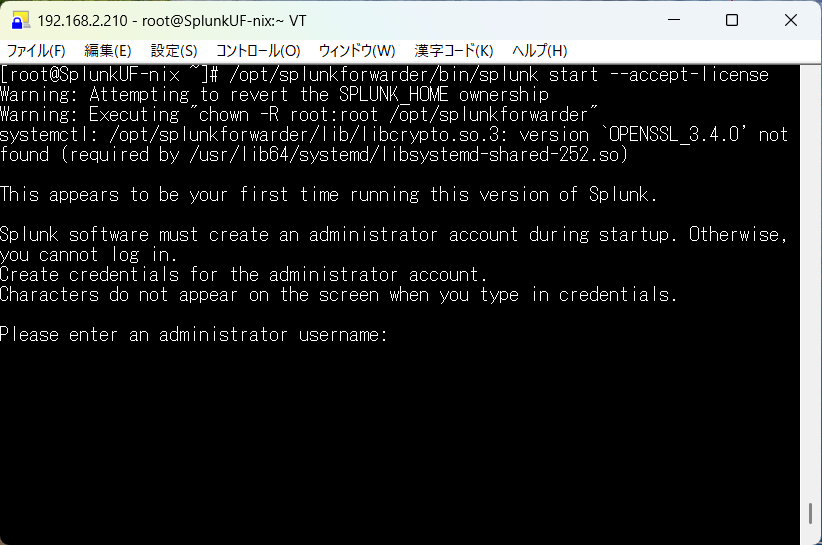 192.168.2.210 - root@SplunkUF-nix:~ VT
ファイル(F) 編集(E) 設定(S) コントロール(O) ウィンドウ(W) 漢字コード(K) ヘルプ(H)
[root@SplunkUF-nix ~]# /opt/splunkforwarder/bin/splunk start --accept-license
Warning: Attempting to revert the SPLUNK_HOME ownership
Warning: Executing "chown -R root:root /opt/splunkforwarder"
systemctl: /opt/splunkforwarder/lib/libcrypto.so.3: version `OPENSSL_3.4.0' not
found (required by /usr/lib64/systemd/libsystemd-shared-252.so)
This appears to be your first time running this version of Splunk.
Splunk software must create an administrator account during startup. Otherwise,
you cannot log in.
Create credentials for the administrator account.
Characters do not appear on the screen when you type in credentials.
Please enter an administrator username: